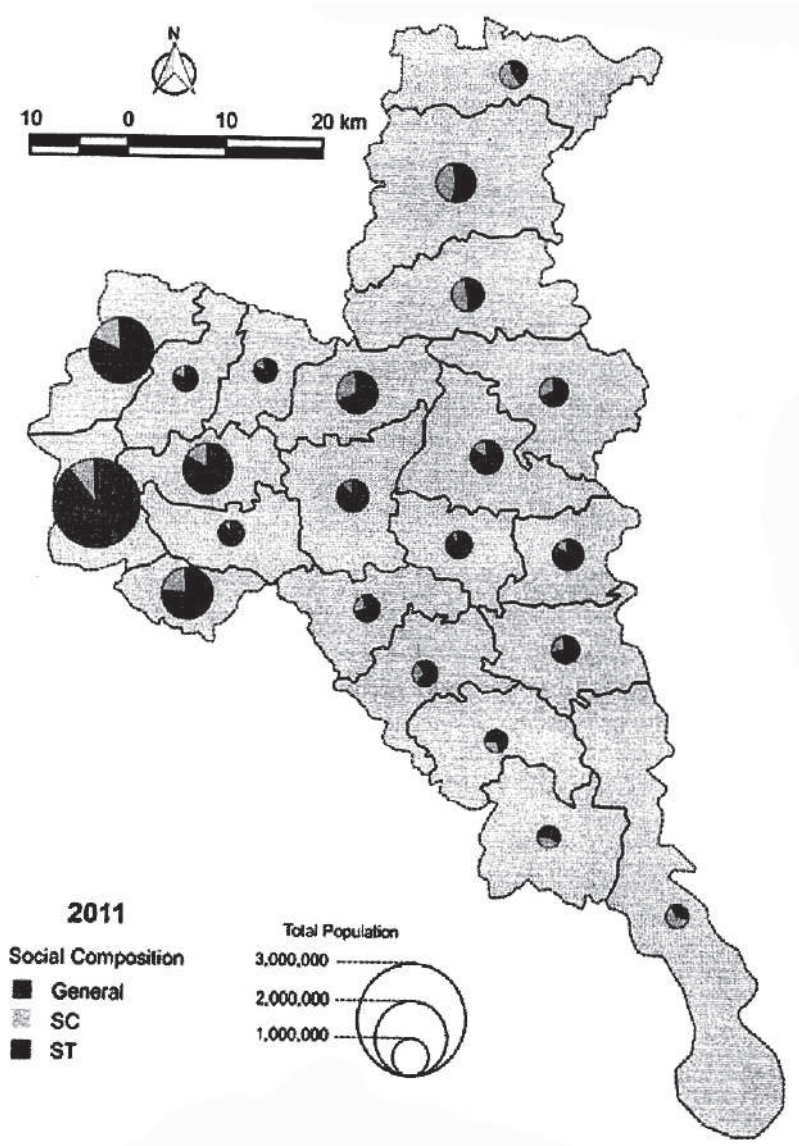 N
10 0 10 20 km
2011
Social Composition
General
SC
ST
Total Population
3,000,000
2,000,000
1,000,000